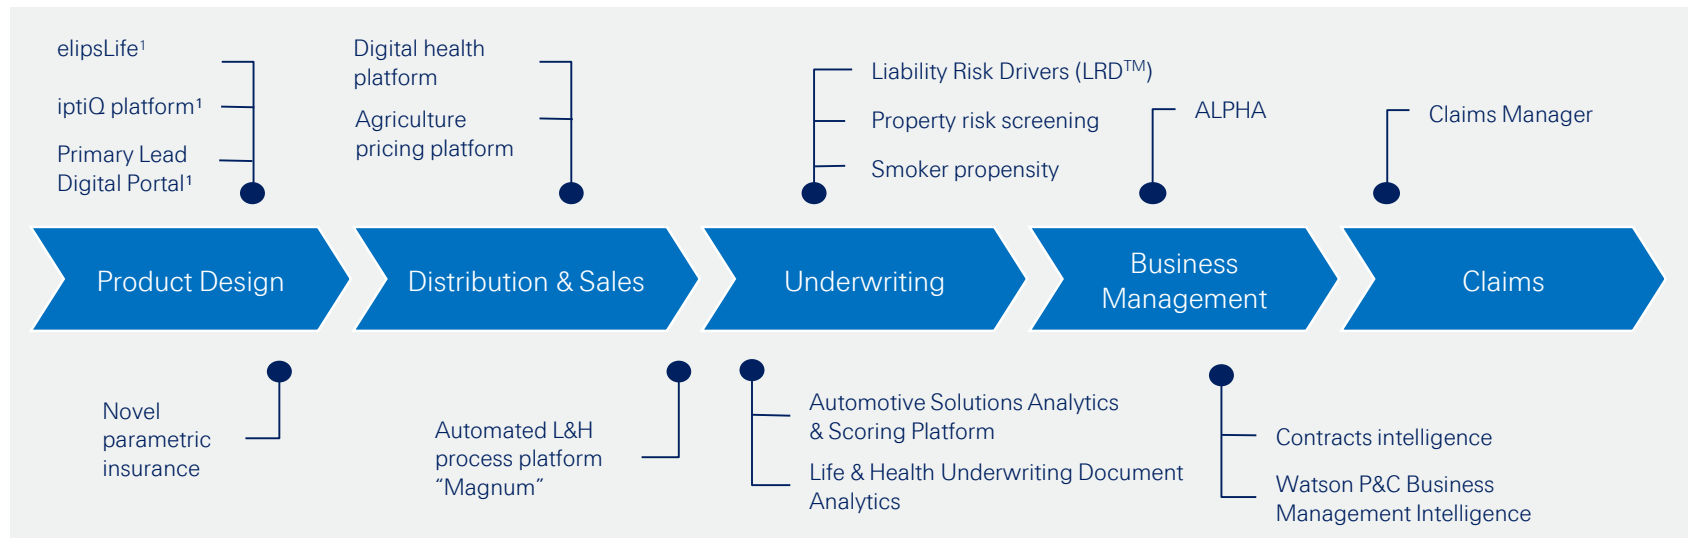 elipsLife¹
iptiQ platform¹
Primary Lead
Digital Portal¹
Digital health
platform
Agriculture
pricing platform
Liability Risk Drivers (LRD™)
Property risk screening
Smoker propensity
ALPHA
Claims Manager
Product Design
Distribution & Sales
Underwriting
Business
Management
Claims
Novel
parametric
insurance
Automated L&H
process platform
“Magnum”
Automotive Solutions Analytics
& Scoring Platform
Life & Health Underwriting Document
Analytics
Contracts intelligence
Watson P&C Business
Management Intelligence